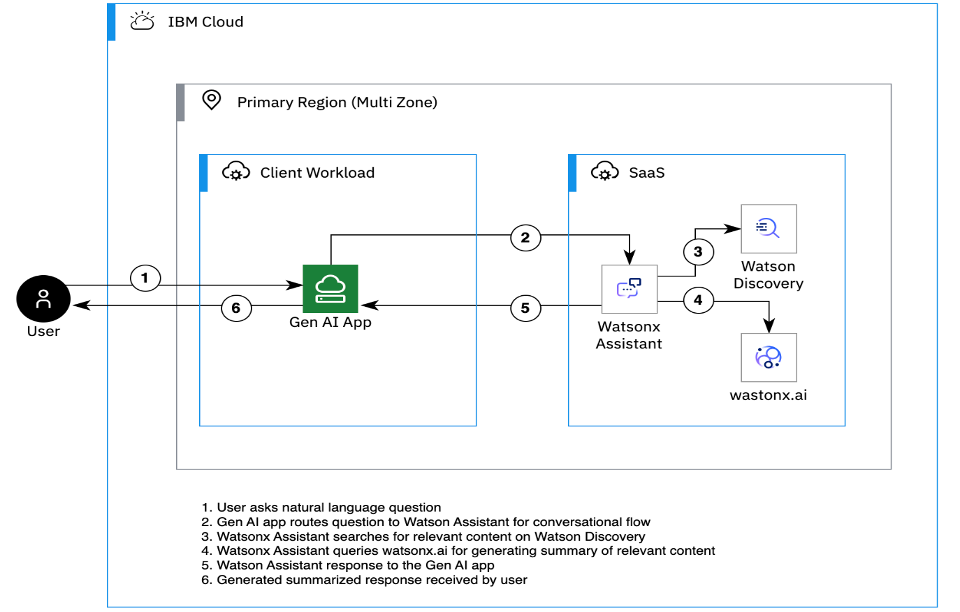 IBM Cloud
Primary Region (Multi Zone)
Client Workload
SaaS
2
3
Watson
Discovery
1
4
6
5
User
Gen AI App
Watsonx
Assistant
wastonx.ai
1. User asks natural language question
2. Gen AI app routes question to Watson Assistant for conversational flow
3. Watsonx Assistant searches for relevant content on Watson Discovery
4. Watsonx Assistant queries watsonx.ai for generating summary of relevant content
5. Watson Assistant response to the Gen AI app
6. Generated summarized response received by user